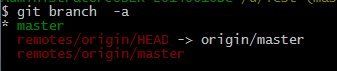 $ git branch  -a
* master
  remotes/origin/HEAD -> origin/master
  remotes/origin/master